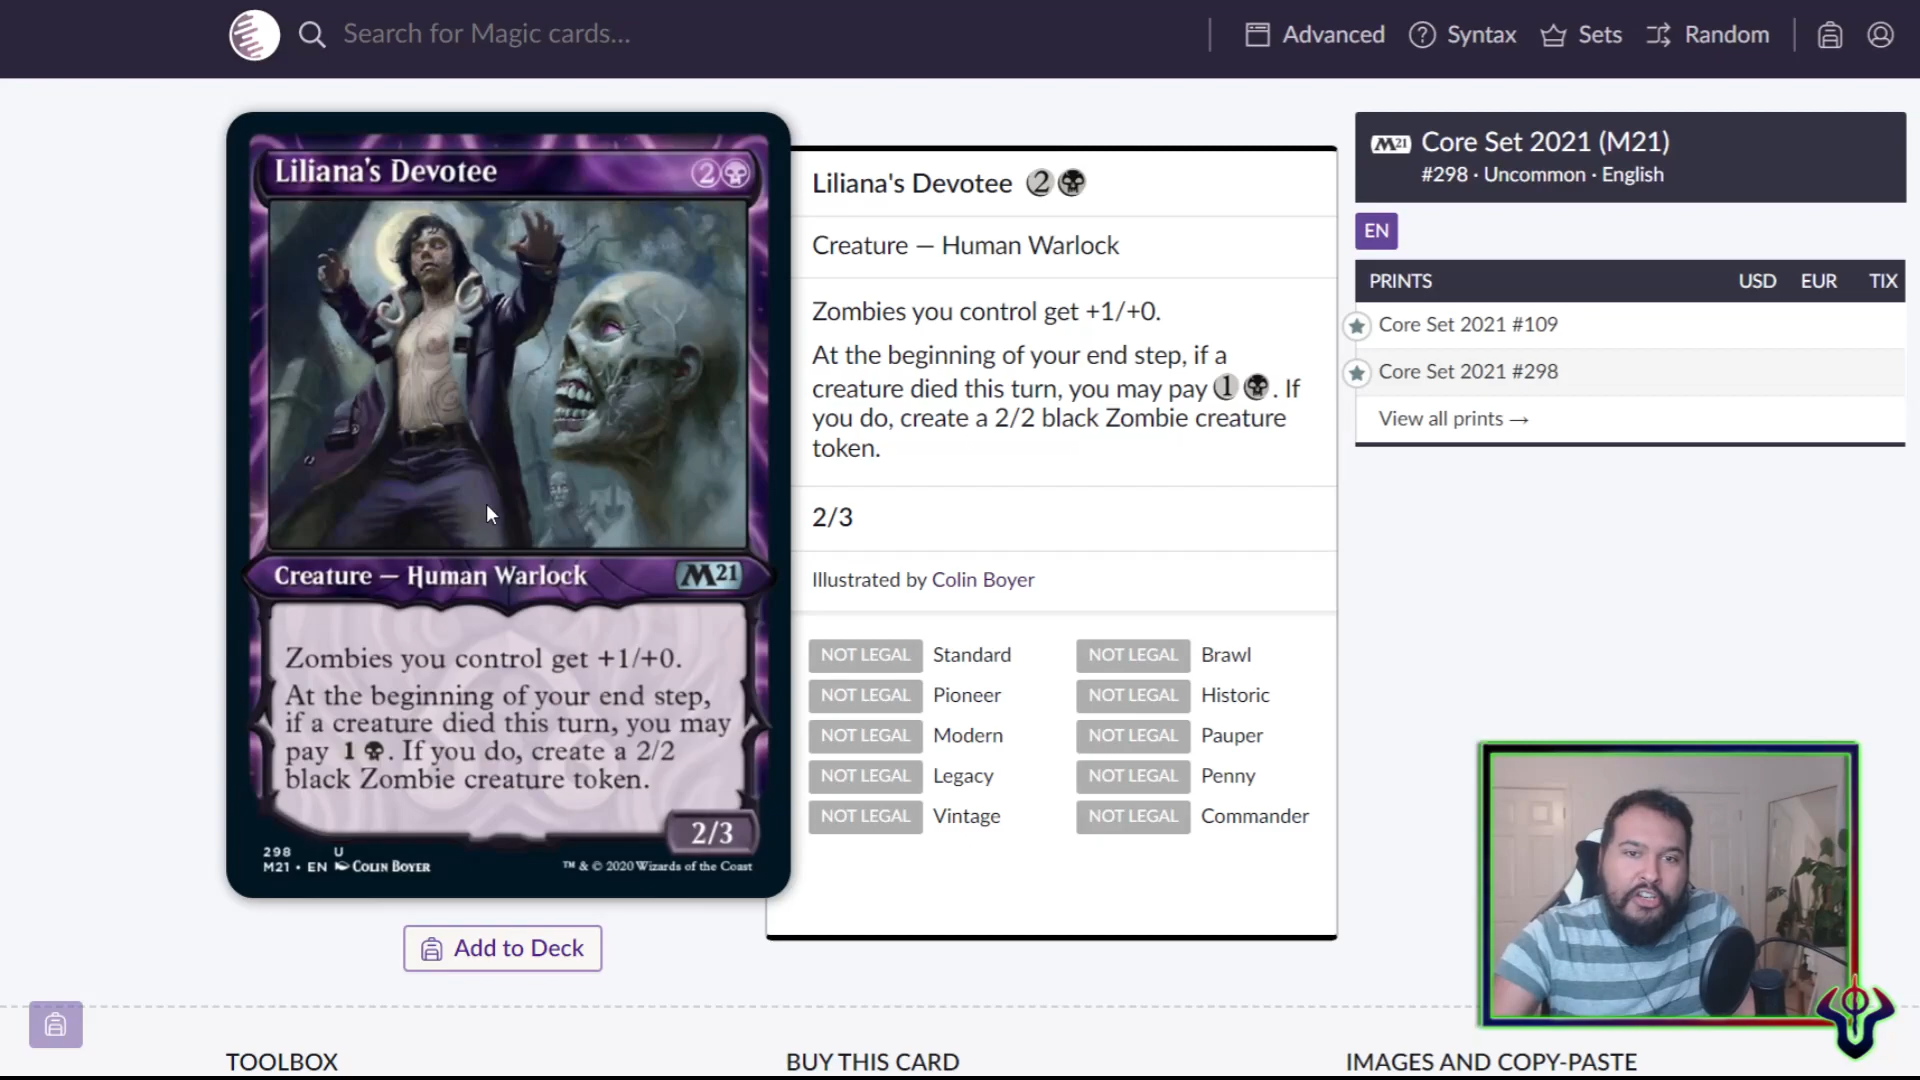 Search for Magic cards...
Advanced
Syntax
Sets
Random
Liliana's Devotee 2
Creature — Human Warlock
M21
Zombies you control get +1/+0.
At the beginning of your end step,
if a creature died this turn, you may
pay 1 . If you do, create a 2/2
black Zombie creature token.
2/3
298 U
M21 • EN Colin Boyer
™ & © 2020 Wizards of the Coast
Add to Deck
Liliana's Devotee 2
Creature — Human Warlock
Zombies you control get +1/+0.
At the beginning of your end step, if a
creature died this turn, you may pay 1 . If
you do, create a 2/2 black Zombie creature
token.
2/3
Illustrated by Colin Boyer
NOT LEGAL Standard NOT LEGAL Brawl
NOT LEGAL Pioneer NOT LEGAL Historic
NOT LEGAL Modern NOT LEGAL Pauper
NOT LEGAL Legacy NOT LEGAL Penny
NOT LEGAL Vintage NOT LEGAL Commander
M21 Core Set 2021 (M21)
#298 · Uncommon · English
EN
PRINTS USD EUR TIX
Core Set 2021 #109
Core Set 2021 #298
View all prints →
TOOLBOX
BUY THIS CARD
IMAGES AND COPY-PASTE